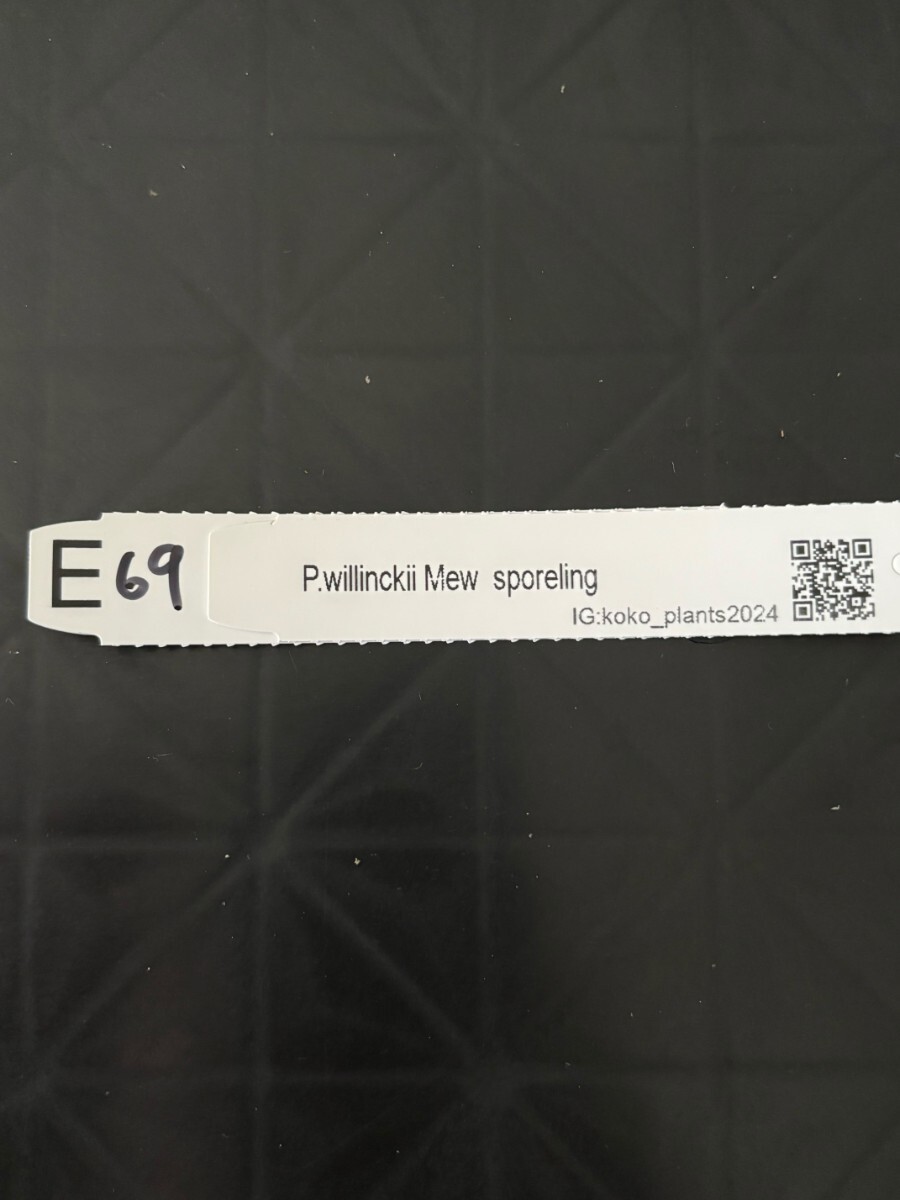 E69
P.willinckii Mew sporeling
IG:koko_plants2024